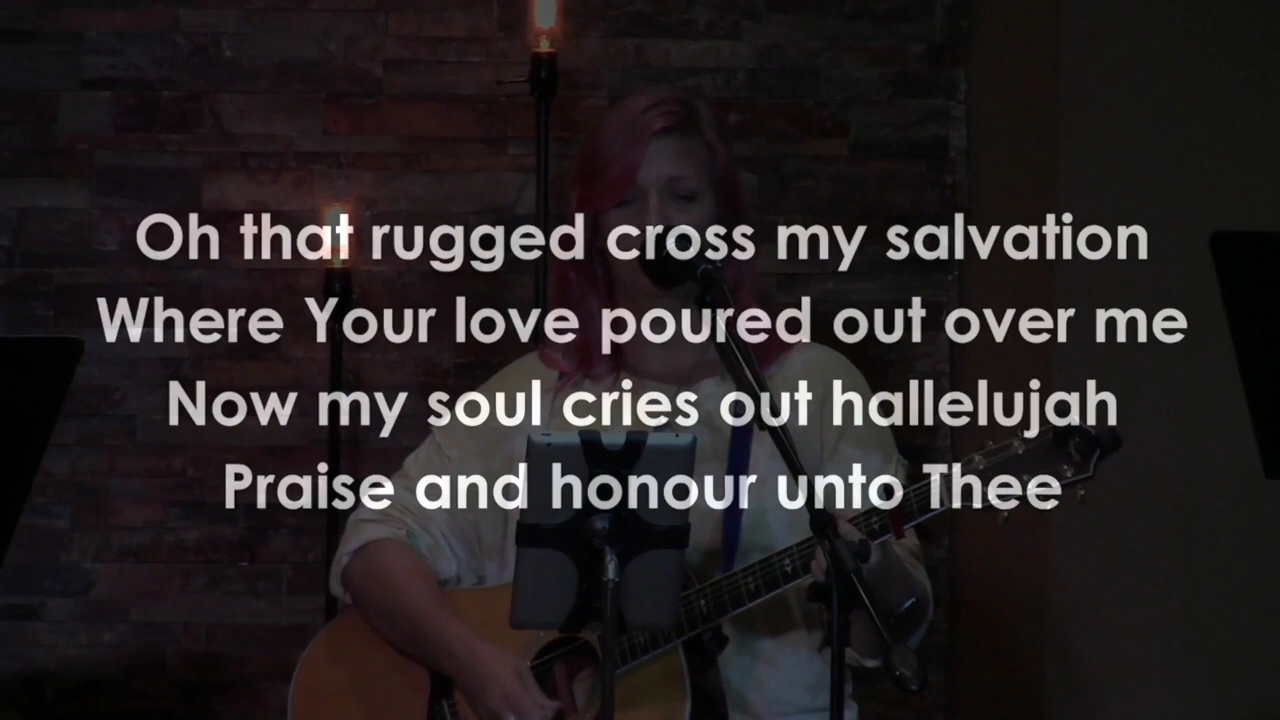 Oh that rugged cross my salvation
Where Your love poured out over me
Now my soul cries out hallelujah
Praise and honour unto Thee